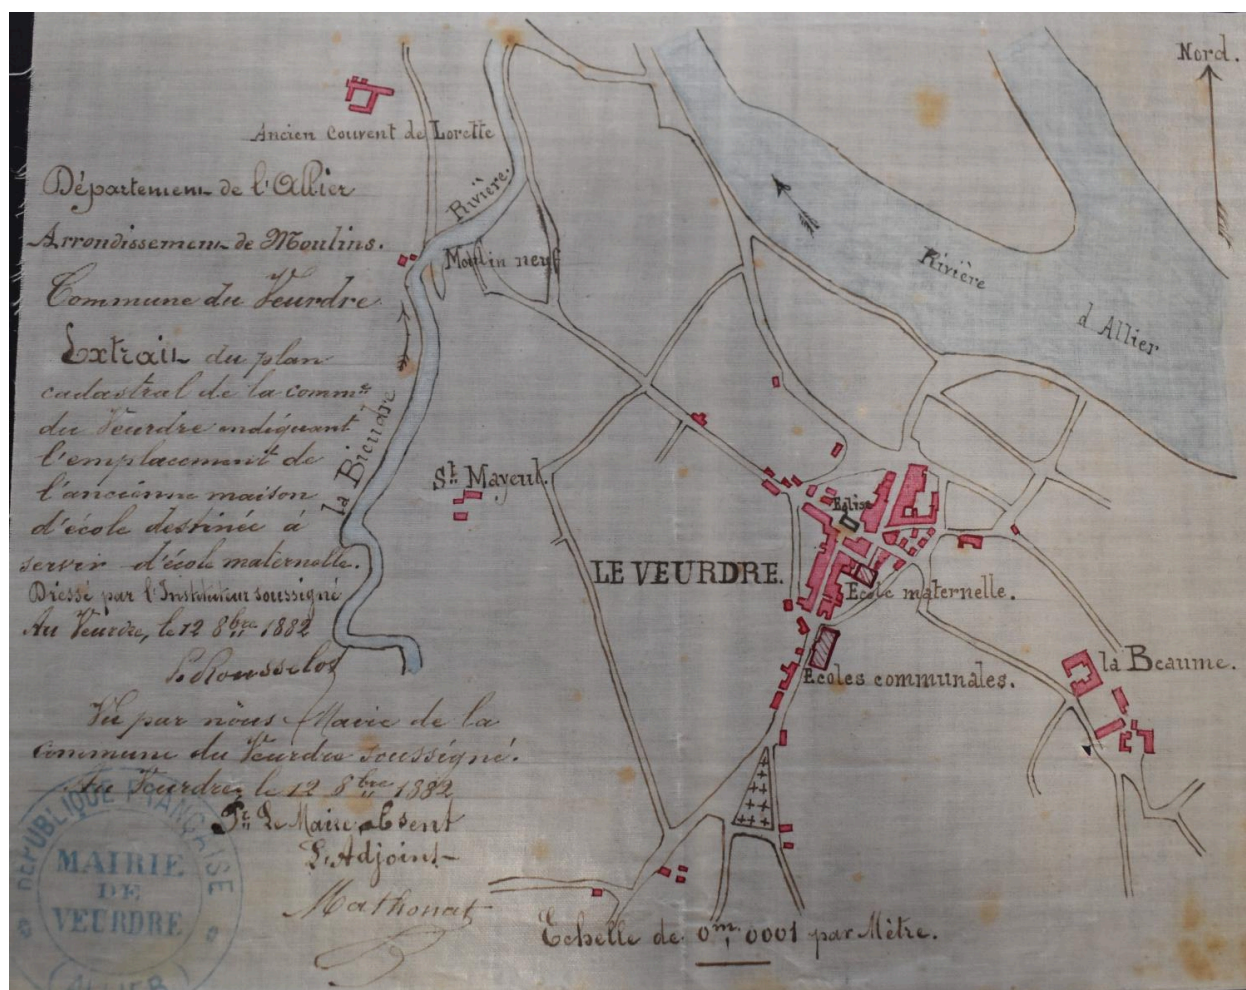 Nord.
Ancien Couvent de Lorette
Département de l'Allier
Arrondissement de Moulins.
Commune du Veurdre
Extrait du plan
cadastral de la comm.ne
du Veurdre indiquant
l'emplacement de
l'ancienne maison
d'école destinée à
servir d'école maternelle.
Dressé par l'Instituteur soussigné
Au Veurdre, le 12 8bre 1882
Rousselot
Vu par nous Maire de la
commune du Veurdre soussigné.
Au Veurdre le 12 8bre 1882
Pr Le Maire absent
L'Adjoint
Mathonat
RÉPUBLIQUE FRANÇAISE
MAIRIE
DE
VEURDRE
(ALLIER)
Rivière.
la Bieudre
Moulin neuf
Rivière
d'Allier
St Mayeul.
Eglise
LE VEURDRE.
Ecole maternelle.
Ecoles communales.
la Beaume.
Echelle de 0m,0001 par Mètre.